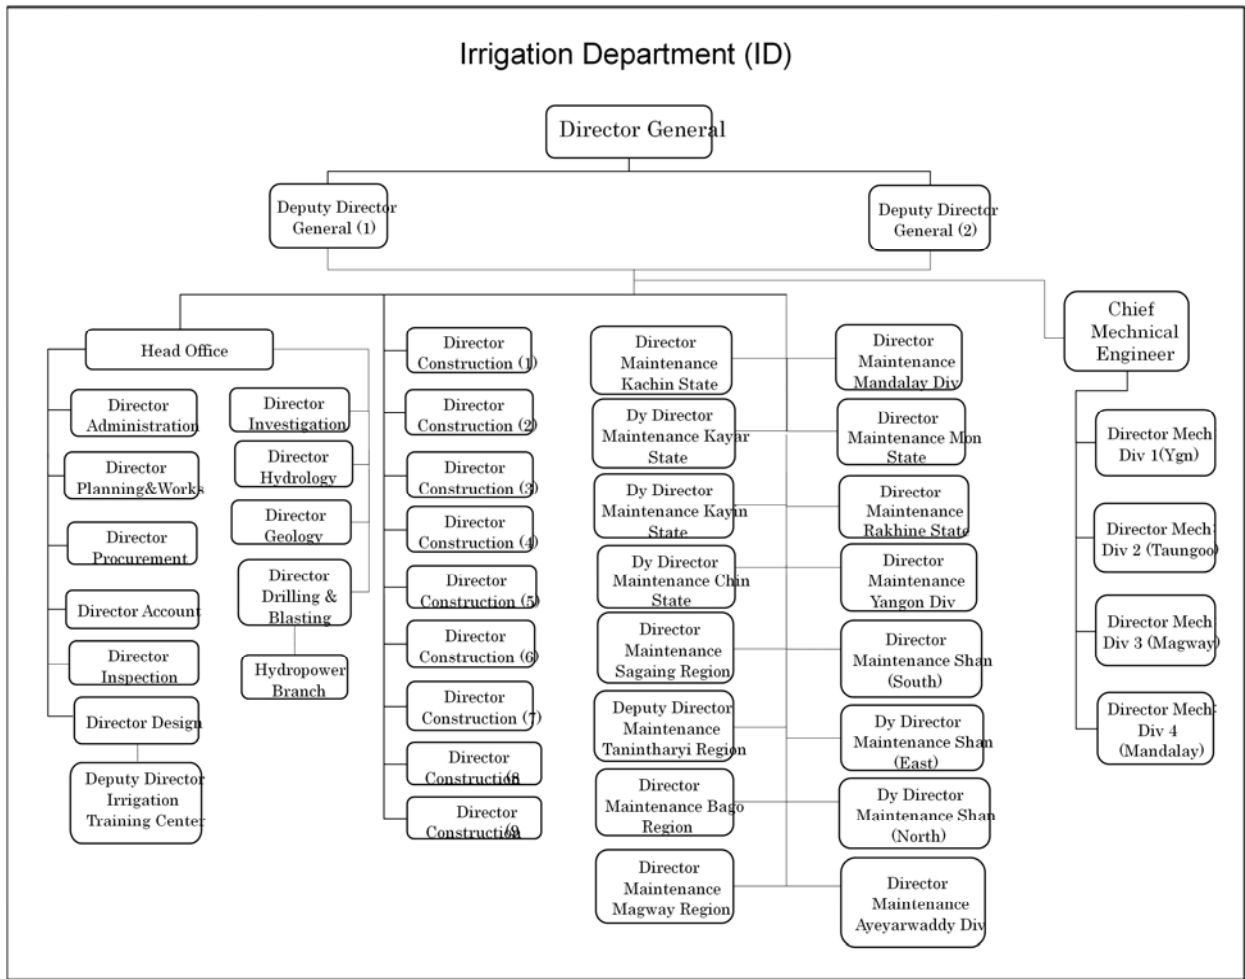 Irrigation Department (ID)
Director General
Deputy Director
General (1)
Deputy Director
General (2)
Chief
Mechnical
Engineer
Head Office
Director
Administration
Director
Planning&Works
Director
Procurement
Director Account
Director
Inspection
Director Design
Deputy Director
Irrigation
Training Center
Director
Investigation
Director
Hydrology
Director
Geology
Director
Drilling &
Blasting
Hydropower
Branch
Director
Construction (1)
Director
Construction (2)
Director
Construction (3)
Director
Construction (4)
Director
Construction (5)
Director
Construction (6)
Director
Construction (7)
Director
Construction (8
Director
Construction (9
Director
Maintenance
Kachin State
Dy Director
Maintenance Kayar
State
Dy Director
Maintenance Kayin
State
Dy Director
Maintenance Chin
State
Director
Maintenance
Sagaing Region
Deputy Director
Maintenance
Tanintharyi Region
Director
Maintenance Bago
Region
Director
Maintenance
Magway Region
Director
Maintenance
Mandalay Div
Director
Maintenance Mon
State
Director
Maintenance
Rakhine State
Director
Maintenance
Yangon Div
Director
Maintenance Shan
(South)
Dy Director
Maintenance Shan
(East)
Dy Director
Maintenance Shan
(North)
Director
Maintenance
Ayeyarwaddy Div
Director Mech
Div 1(Ygn)
Director Mech:
Div 2 (Taungoo)
Director Mech
Div 3 (Magway)
Director Mech:
Div 4
(Mandalay)